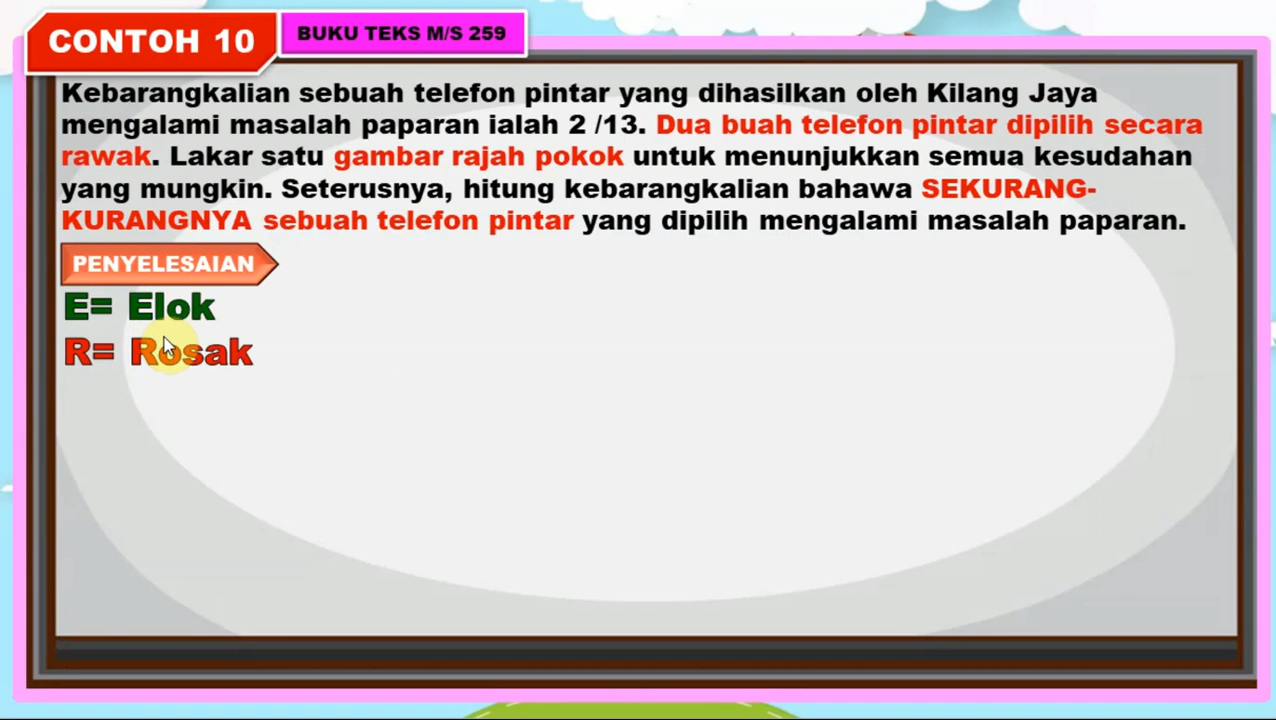 CONTOH 10
BUKU TEKS M/S 259
Kebarangkalian sebuah telefon pintar yang dihasilkan oleh Kilang Jaya
mengalami masalah paparan ialah 2 /13. Dua buah telefon pintar dipilih secara
rawak. Lakar satu gambar rajah pokok untuk menunjukkan semua kesudahan
yang mungkin. Seterusnya, hitung kebarangkalian bahawa SEKURANG-
KURANGNYA sebuah telefon pintar yang dipilih mengalami masalah paparan.
PENYELESAIAN
E= Elok
R= Rosak